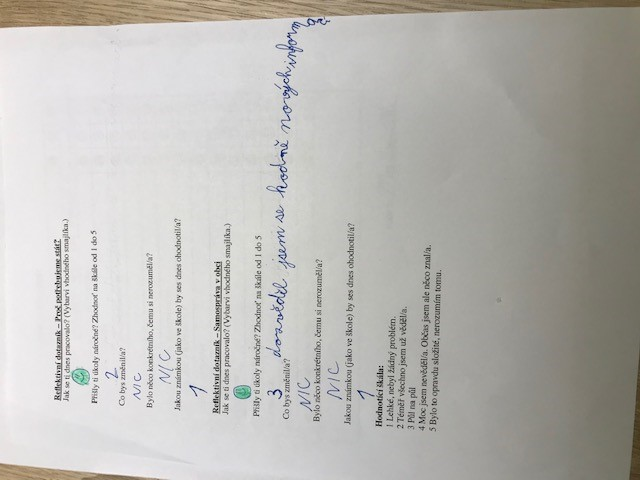 Reflektivní dotazník – Proč potřebujeme stát?
Jak se ti dnes pracovalo? (Vybarvi vhodného smajlíka.)
Přišly ti úkoly náročné? Zhodnoť na škále od 1 do 5
2
Co bys změnil/a?
NIC
Bylo něco konkrétního, čemu si nerozuměl/a?
NIC
Jakou známkou (jako ve škole) by ses dnes ohodnotil/a?
1
Reflektivní dotazník – Samospráva v obci
Jak se ti dnes pracovalo? (Vybarvi vhodného smajlíka.)
Přišly ti úkoly náročné? Zhodnoť na škále od 1 do 5
3 dozvěděl jsem se hodně nových inform
Co bys změnil/a?
NIC
Bylo něco konkrétního, čemu si nerozuměl/a?
NIC
Jakou známkou (jako ve škole) by ses dnes ohodnotil/a?
1
Hodnotící škála:
1 Lehké, nebyl žádný problém.
2 Téměř všechno jsem už věděl/a.
3 Půl na půl
4 Moc jsem nevěděl/a. Občas jsem ale něco znal/a.
5 Bylo to opravdu složité, nerozumím tomu.